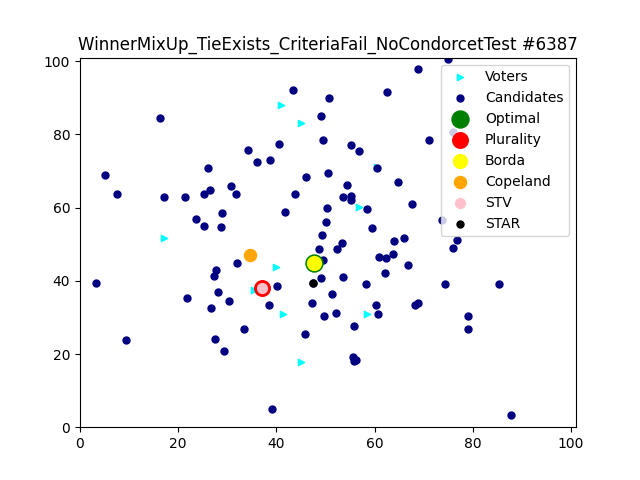 WinnerMixUp_TieExists_CriteriaFail_NoCondorcetTest #6387
100
80
60
40
20
0
0
20
40
60
80
100
Voters
Candidates
Optimal
Plurality
Borda
Copeland
STV
STAR